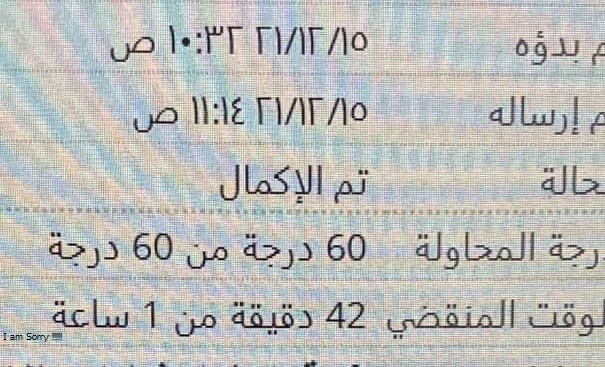 م بدؤه ٢١/١٢/١٥ ١٠:٣٢ ص
م إرساله ٢١/١٢/١٥ ١١:١٤ ص
حالة تم الإكمال
رجة المحاولة 60 درجة من 60 درجة
لوقت المنقضي 42 دقيقة من 1 ساعة
I am Sorry !!!!